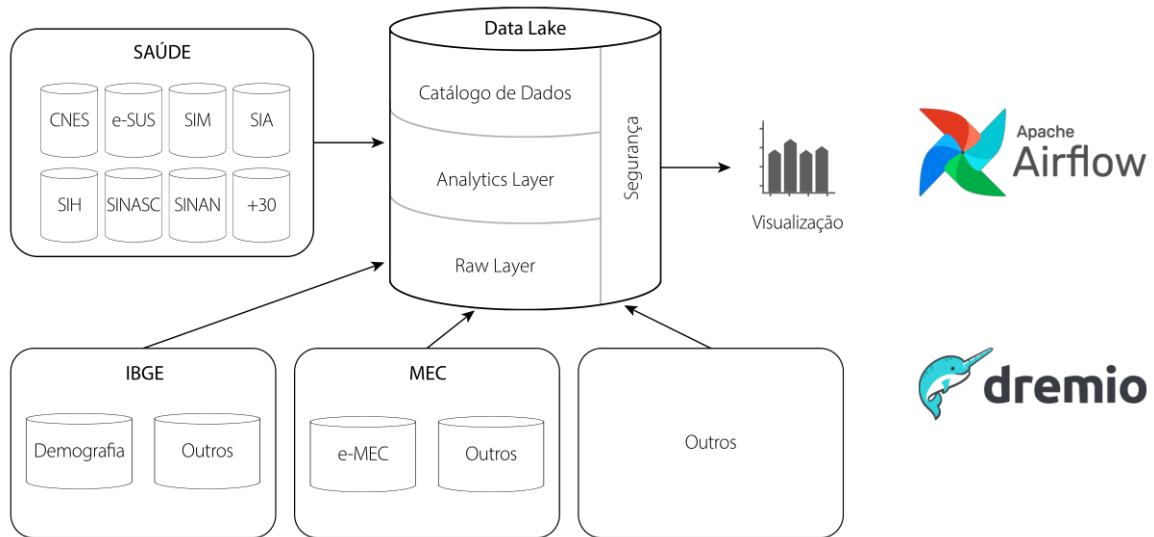 SAÚDE
CNES
e-SUS
SIM
SIA
SIH
SINASC
SINAN
+30
Data Lake
Catálogo de Dados
Analytics Layer
Raw Layer
Segurança
Visualização
Apache
Airflow
IBGE
Demografia
Outros
MEC
e-MEC
Outros
Outros
dremio